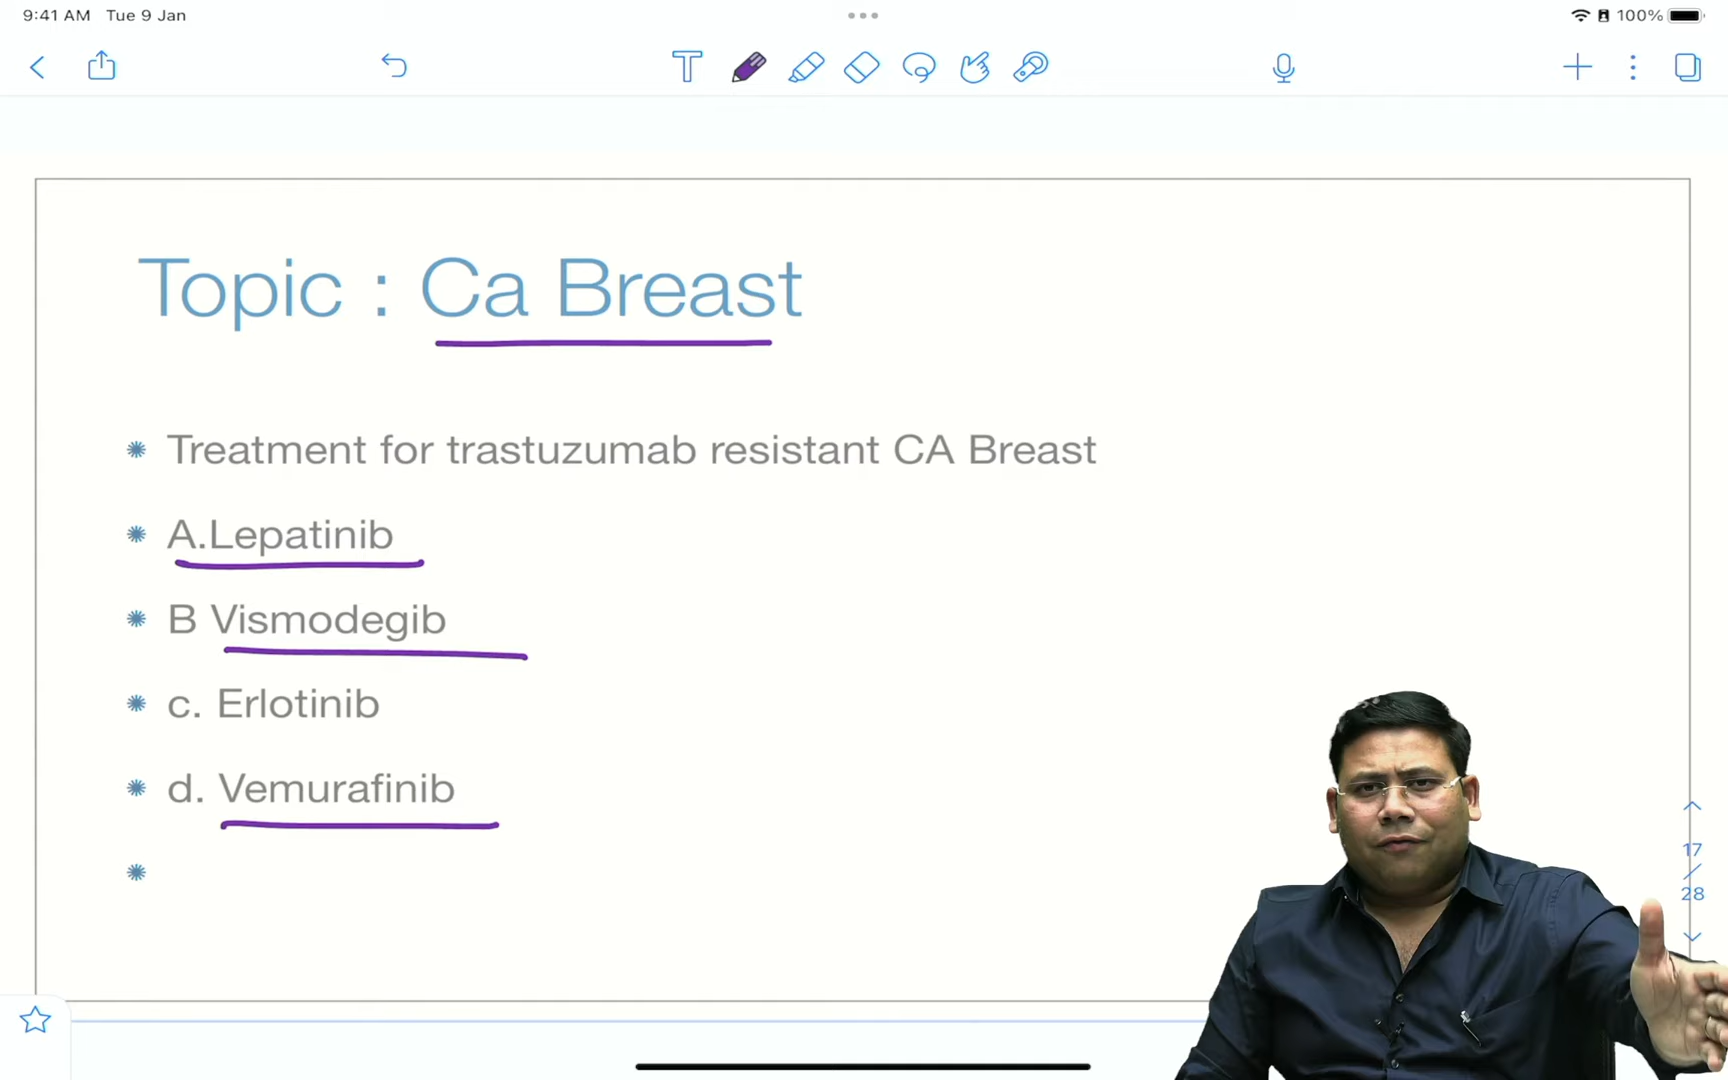 9:41 AM Tue 9 Jan
100%
T
Topic : Ca Breast
Treatment for trastuzumab resistant CA Breast
A.Lepatinib
B Vismodegib
c. Erlotinib
d. Vemurafinib
17
/
28